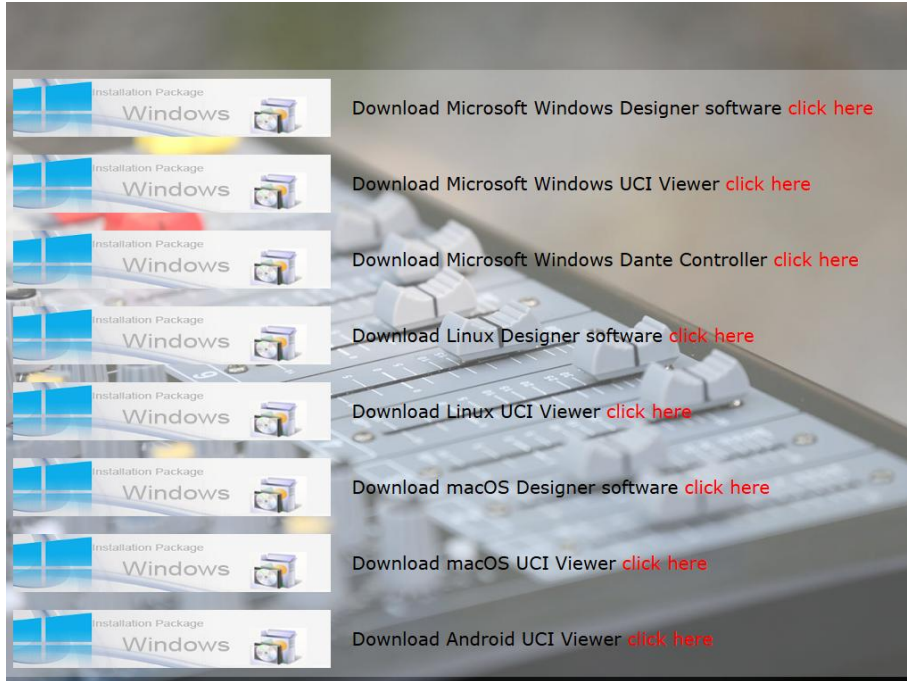 Installation Package
Windows
Download Microsoft Windows Designer software click here
Installation Package
Windows
Download Microsoft Windows UCI Viewer click here
Installation Package
Windows
Download Microsoft Windows Dante Controller click here
Installation Package
Windows
Download Linux Designer software click here
Installation Package
Windows
Download Linux UCI Viewer click here
Installation Package
Windows
Download macOS Designer software click here
Installation Package
Windows
Download macOS UCI Viewer click here
Installation Package
Windows
Download Android UCI Viewer click here